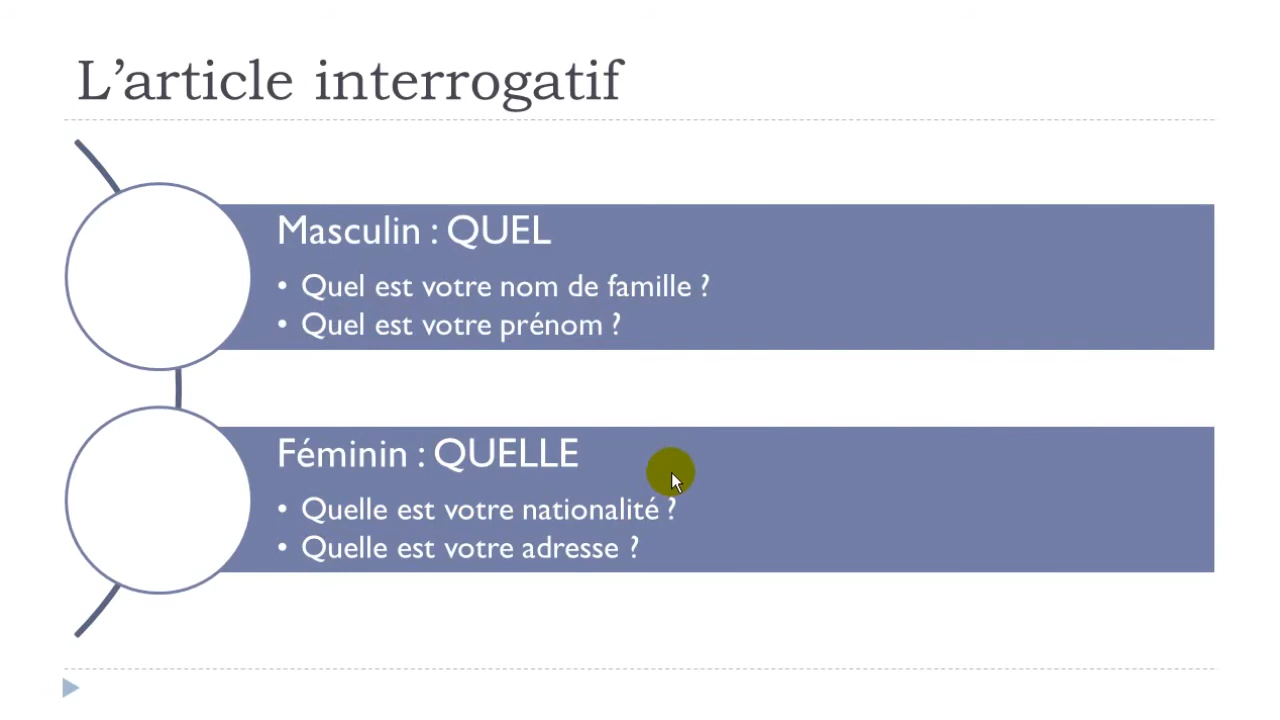 L’article interrogatif
Masculin : QUEL
• Quel est votre nom de famille ?
• Quel est votre prénom ?
Féminin : QUELLE
• Quelle est votre nationalité ?
• Quelle est votre adresse ?